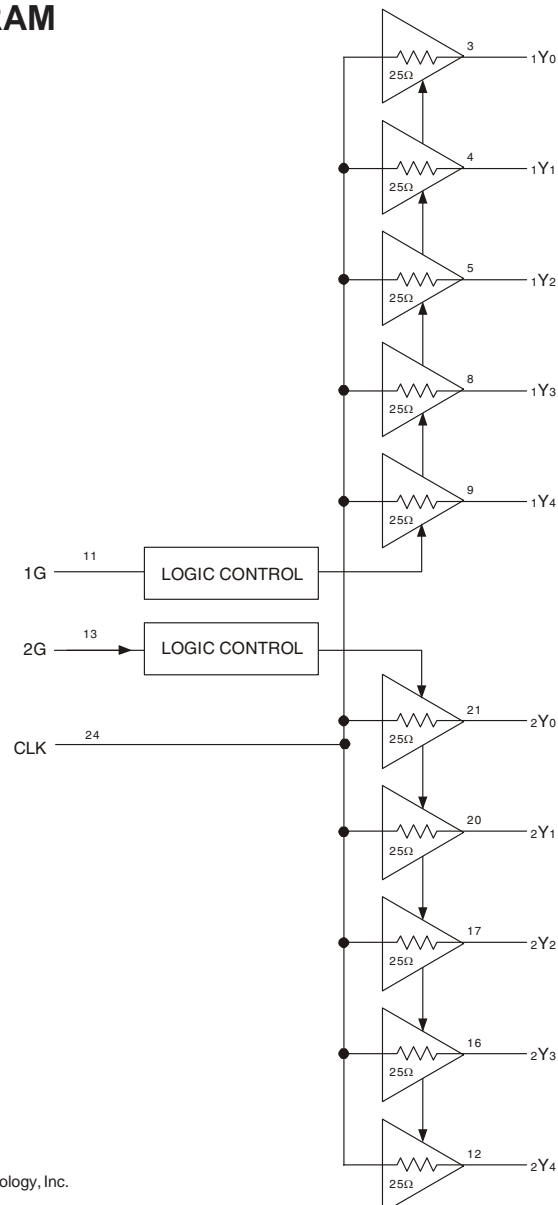 RAM
3
1Y0
25Ω
4
1Y1
25Ω
5
1Y2
25Ω
8
1Y3
25Ω
9
1Y4
25Ω
11
1G
LOGIC CONTROL
13
2G
LOGIC CONTROL
21
2Y0
25Ω
24
CLK
20
2Y1
25Ω
17
2Y2
25Ω
16
2Y3
25Ω
12
2Y4
25Ω
ology, Inc.